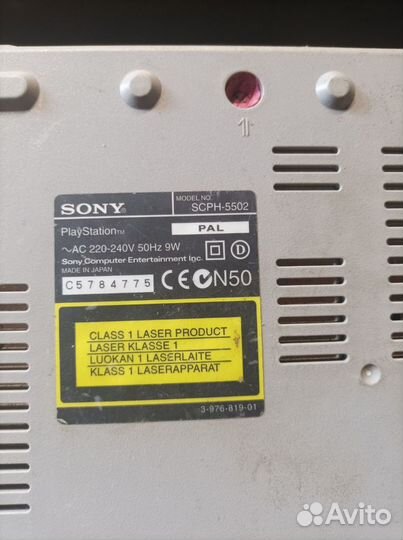 SONY®
MODEL NO.
SCPH-5502
PlayStation™
PAL
~AC 220-240V 50Hz 9W
Sony Computer Entertainment Inc.
MADE IN JAPAN
D
C5784775
CE N50
CLASS 1 LASER PRODUCT
LASER KLASSE 1
LUOKAN 1 LASERLAITE
KLASS 1 LASERAPPARAT
3-976-819-01
Avito